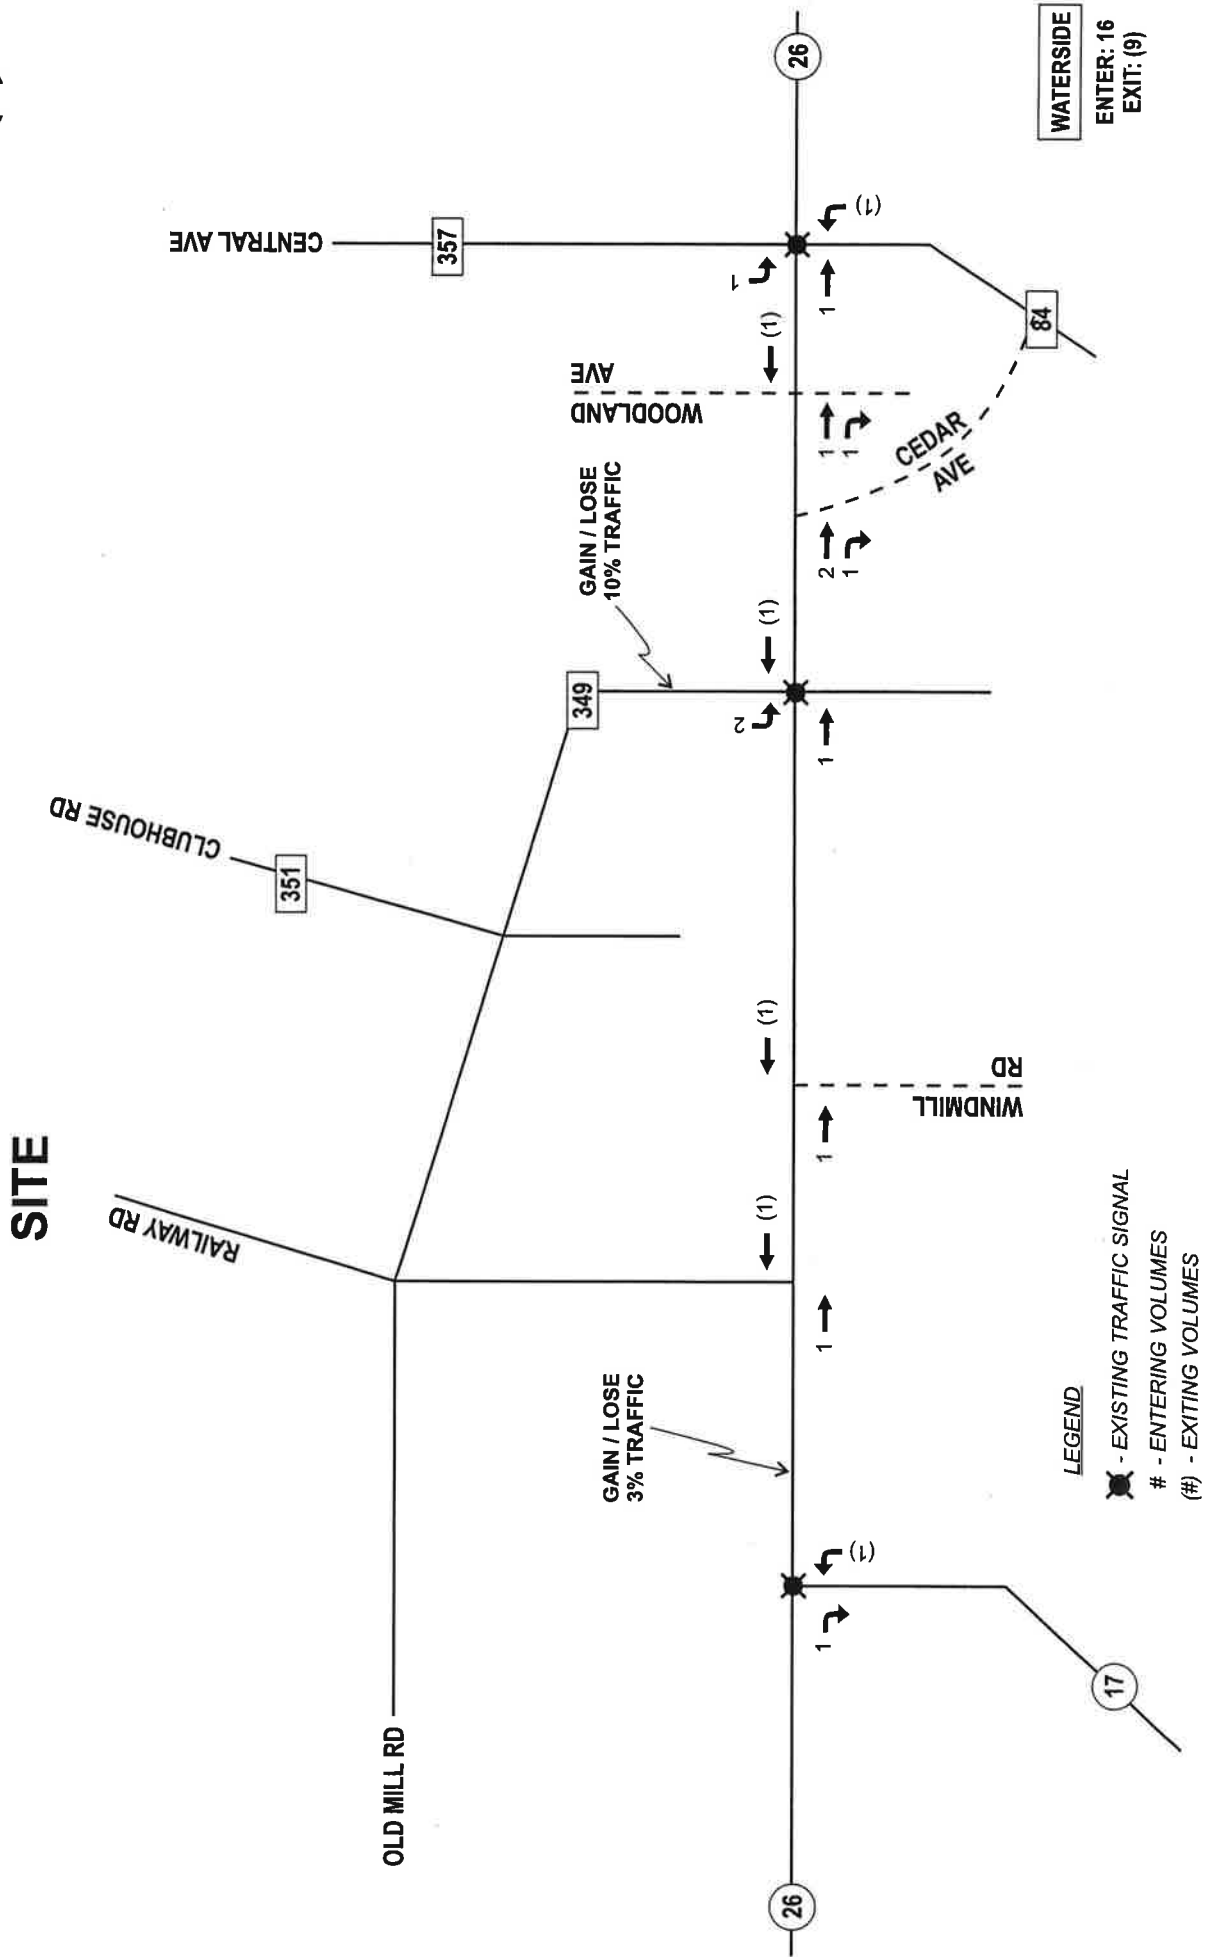 SITE
CENTRAL AVE
357
26
WATERSIDE
ENTER: 16
EXIT: (9)
1
1
(1)
(1)
WOODLAND
AVE
1
1
CEDAR
AVE
84
GAIN / LOSE
10% TRAFFIC
2
1
(1)
349
2
1
CLUBHOUSE RD
351
(1)
WINDMILL
RD
1
RAILWAY RD
(1)
1
GAIN / LOSE
3% TRAFFIC
OLD MILL RD
(1)
1
17
26
LEGEND
- EXISTING TRAFFIC SIGNAL
# - ENTERING VOLUMES
(#) - EXITING VOLUMES